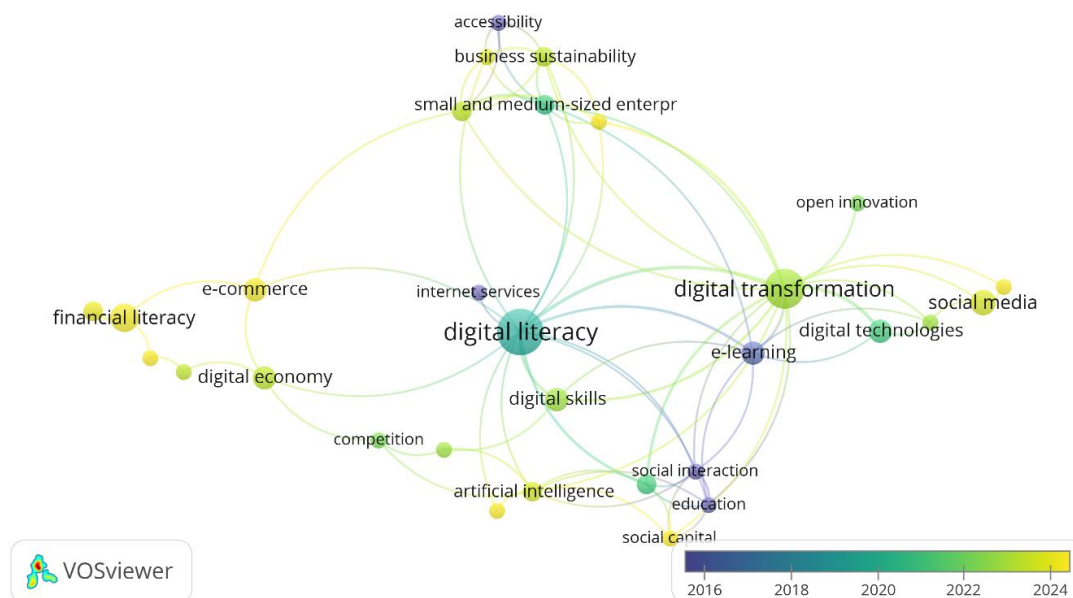 accessibility
business sustainability
small and medium-sized enterpr
open innovation
e-commerce
internet services
digital transformation
social media
financial literacy
digital literacy
digital technologies
e-learning
digital economy
digital skills
competition
social interaction
artificial intelligence
education
social capital
VOSviewer
2016 2018 2020 2022 2024